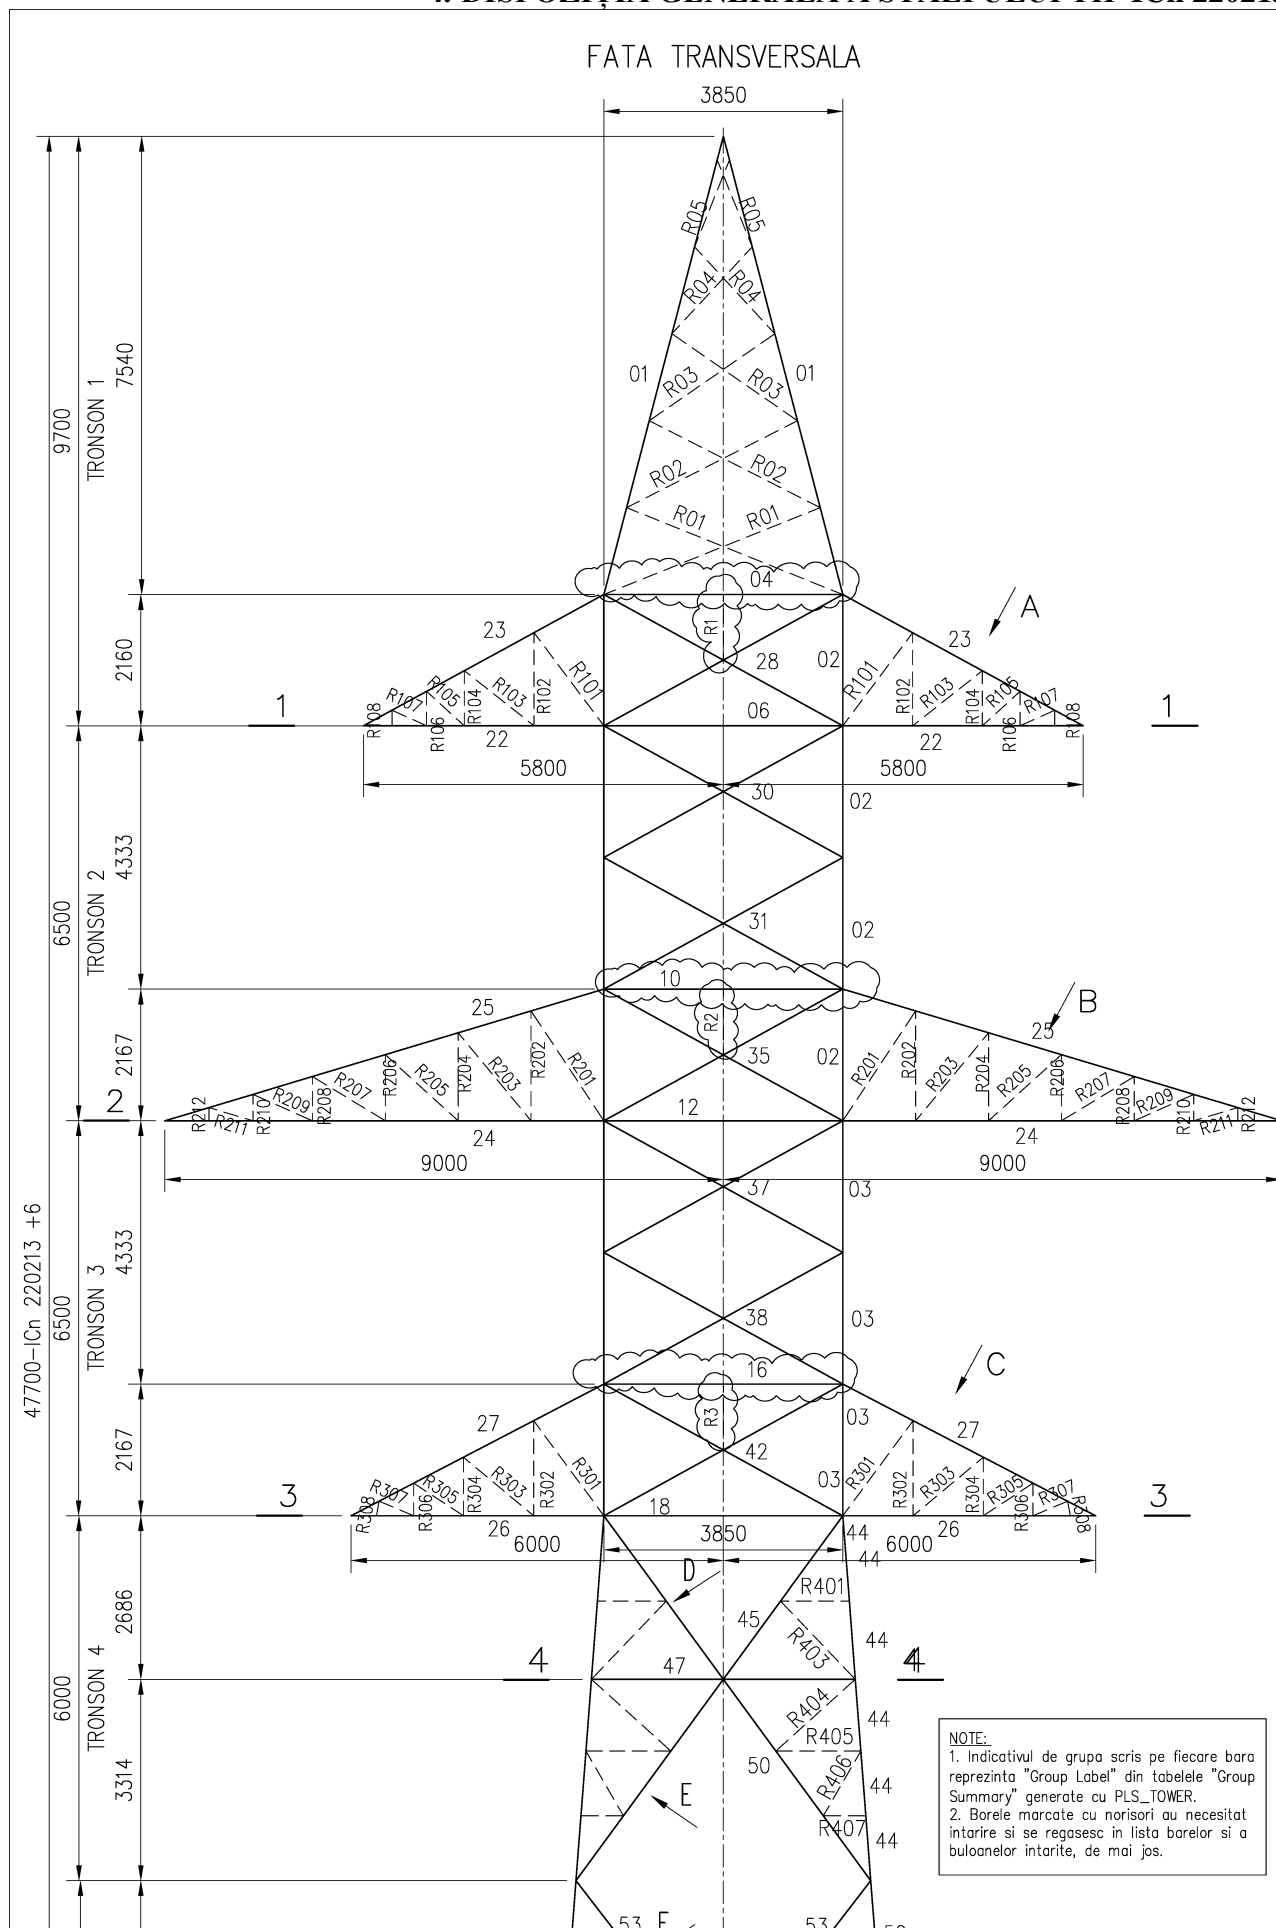 FATA TRANSVERSALA
3850
R05
R05
R04
R04
7540
01
01
R03
R03
TRONSON 1
9700
R02
R02
R01
R01
04
A
R1
23
23
2160
28
02
R101
R101
R107
R105
R103
R102
R104
R102
R103
R104
R105
R107
R108
R106
R106
R108
1
06
1
22
22
5800
5800
30
02
4333
TRONSON 2
6500
31
02
10
B
25
R2
25
2167
35
02
R202
R201
R201
R202
R206
R204
R203
R203
R204
R206
R207
R205
R205
R207
R212
R210
R209
R208
R208
R209
R210
R212
R211
R211
2
12
24
24
9000
9000
37
03
47700-ICn 220213 +6
4333
TRONSON 3
6500
38
03
16
C
R3
27
03
27
2167
42
03
R301
R301
R307
R305
R303
R302
R304
R302
R303
R304
R305
R307
R308
R306
R306
R308
3
18
3
26
3850
44
26
6000
6000
44
D
R401
2686
45
R403
44
TRONSON 4
6000
4
47
4
R404
44
R405
3314
50
R406
44
E
R407
44
53
53
NOTE:
1. Indicativul de grupa scris pe fiecare bara
reprezinta "Group Label" din tabelele "Group
Summary" generate cu PLS_TOWER.
2. Borele marcate cu norisori au necesitat
intarire si se regasesc in lista barelor si a
buloanelor intarite, de mai jos.